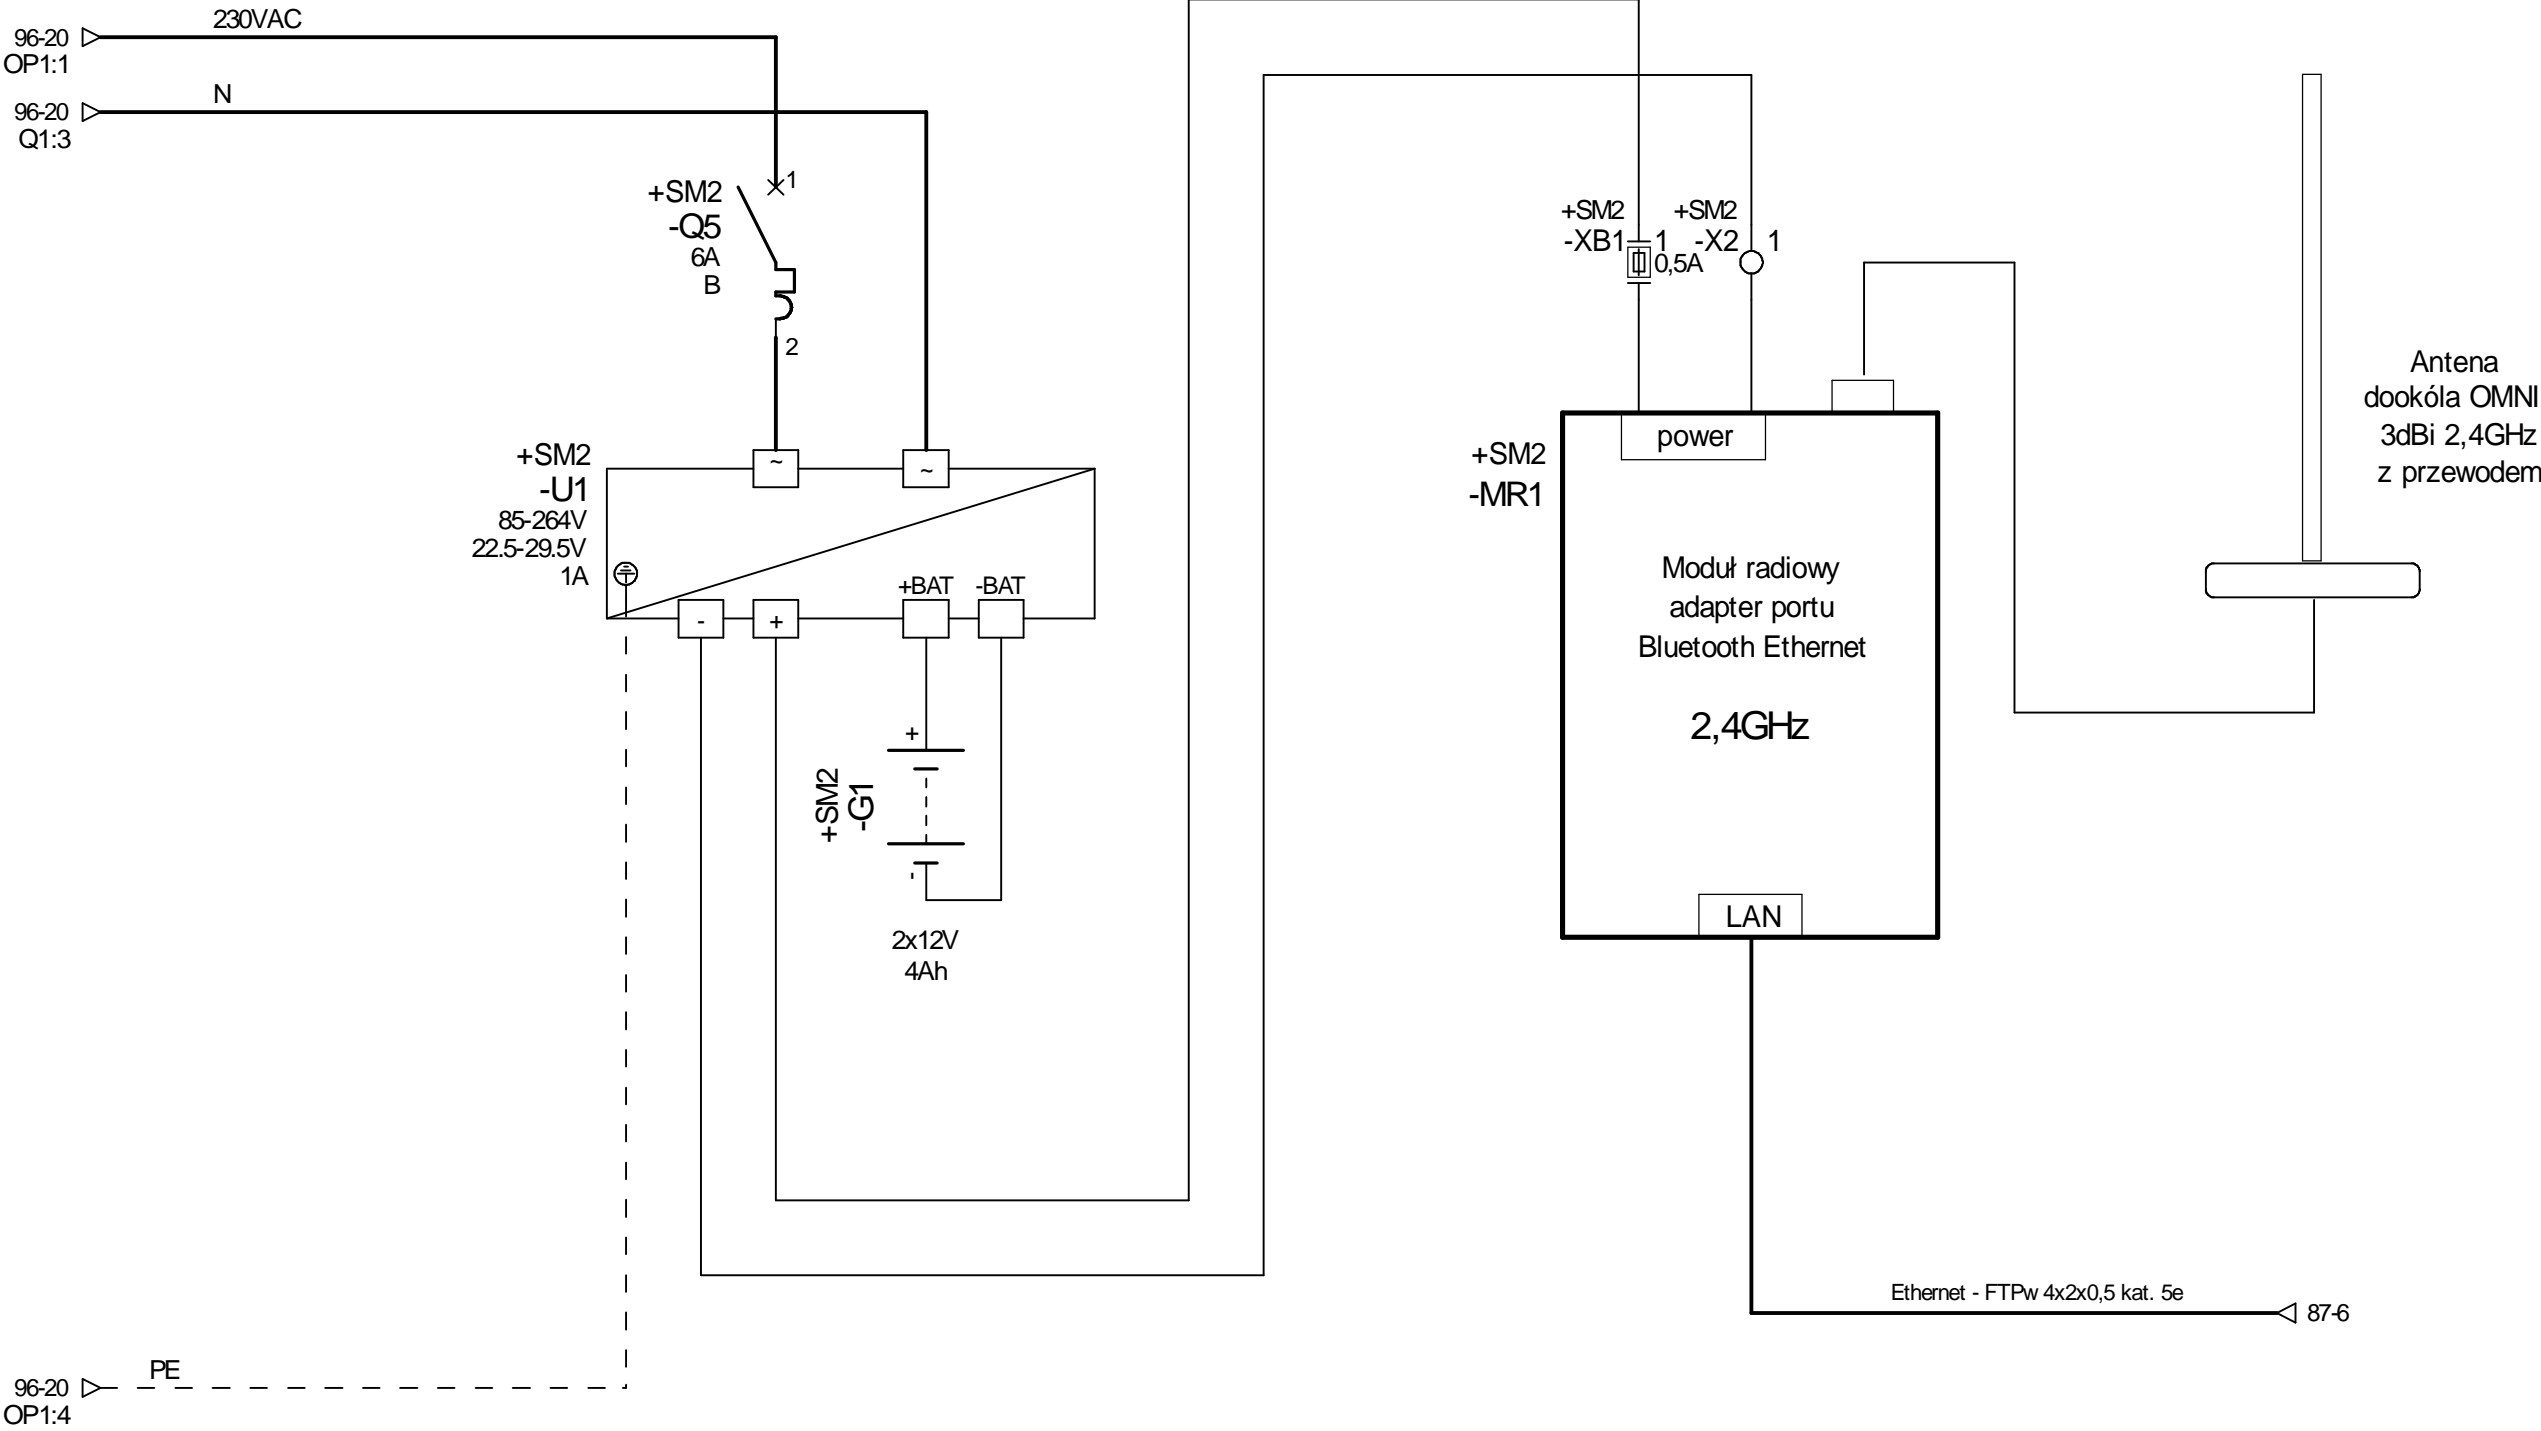 230VAC
96-20
OP1:1
N
96-20
Q1:3
1
+SM2
-Q5
6A
B
2
+SM2
-U1
85-264V
22.5-29.5V
1A
~
~
-
+
+BAT
-BAT
+
-
+SM2
-G1
2x12V
4Ah
+SM2
-XB1
1
0,5A
+SM2
-X2
1
power
+SM2
-MR1
Moduł radiowy
adapter portu
Bluetooth Ethernet
2,4GHz
LAN
Antena
dookóla OMNI
3dBi 2,4GHz
z przewodem
Ethernet - FTPw 4x2x0,5 kat. 5e
87-6
PE
96-20
OP1:4